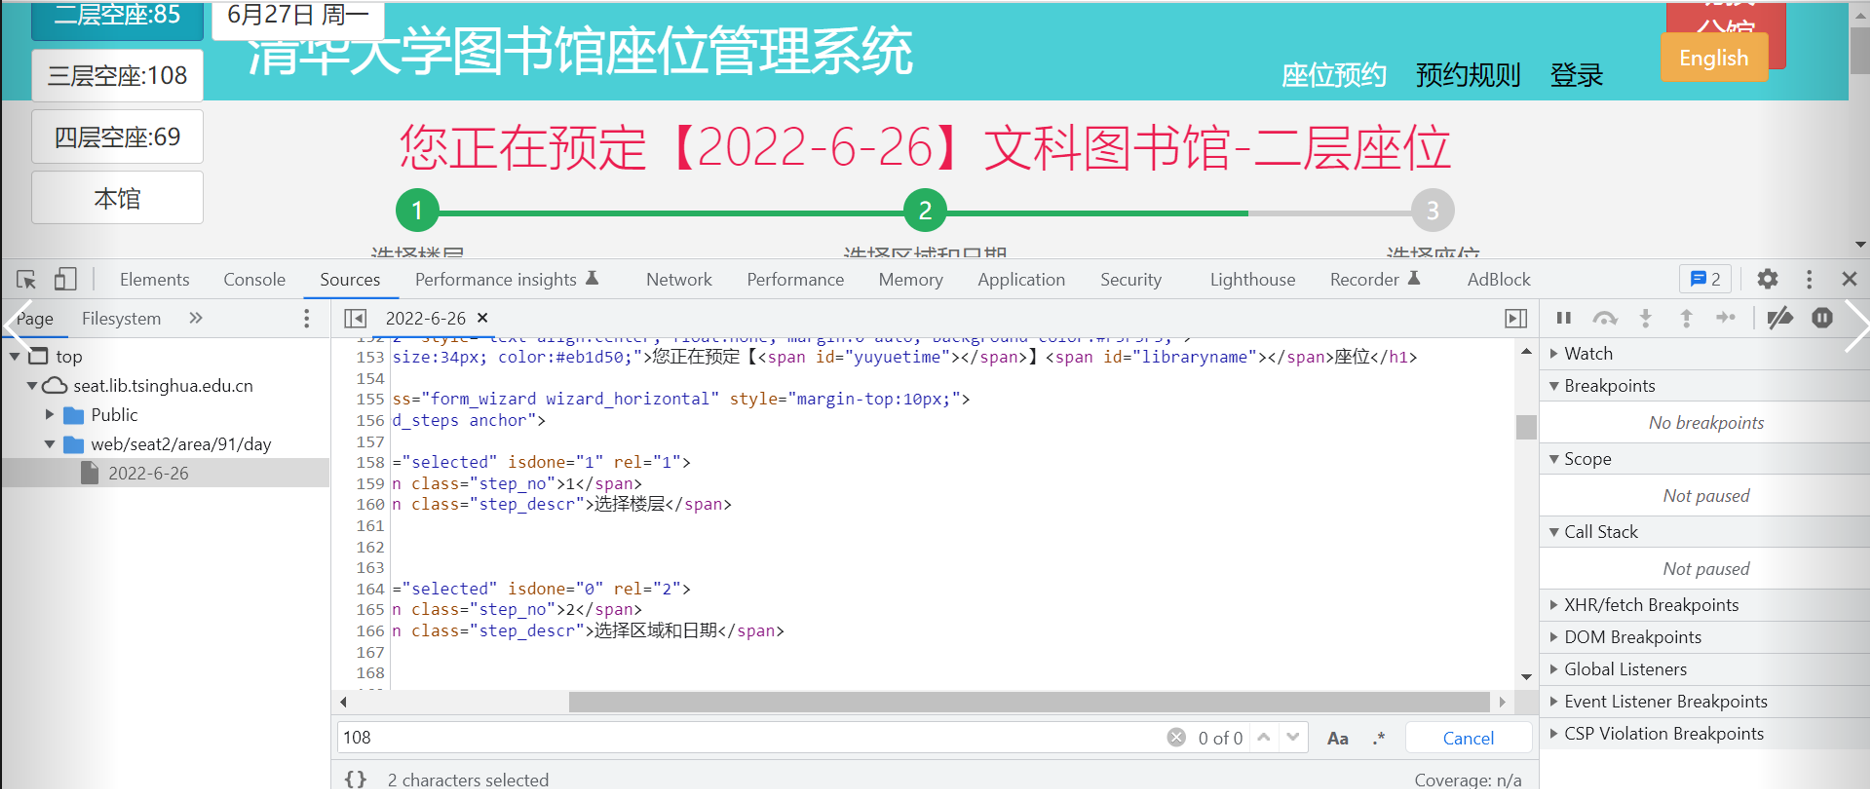 二层空座:85
6月27日 周一
三层空座:108
四层空座:69
本馆
清华大学图书馆座位管理系统
座位预约 预约规则 登录
分馆
English
您正在预定【2022-6-26】文科图书馆-二层座位
1 2 3
选择楼层 选择区域和日期 选择座位
Elements Console Sources Performance insights Network Performance Memory Application Security Lighthouse Recorder AdBlock 2
Page Filesystem »
2022-6-26 ×
top
seat.lib.tsinghua.edu.cn
Public
web/seat2/area/91/day
2022-6-26
153 size:34px; color:#eb1d50;">您正在预定【<span id="yuyuetime"></span>】<span id="libraryname"></span>座位</h1>
154
155 ss="form_wizard wizard_horizontal" style="margin-top:10px;">
156 d_steps anchor">
157
158 ="selected" isdone="1" rel="1">
159 n class="step_no">1</span>
160 n class="step_descr">选择楼层</span>
161
162
163
164 ="selected" isdone="0" rel="2">
165 n class="step_no">2</span>
166 n class="step_descr">选择区域和日期</span>
167
168
108 0 of 0 Aa .* Cancel
{} 2 characters selected Coverage: n/a
Watch
Breakpoints
No breakpoints
Scope
Not paused
Call Stack
Not paused
XHR/fetch Breakpoints
DOM Breakpoints
Global Listeners
Event Listener Breakpoints
CSP Violation Breakpoints